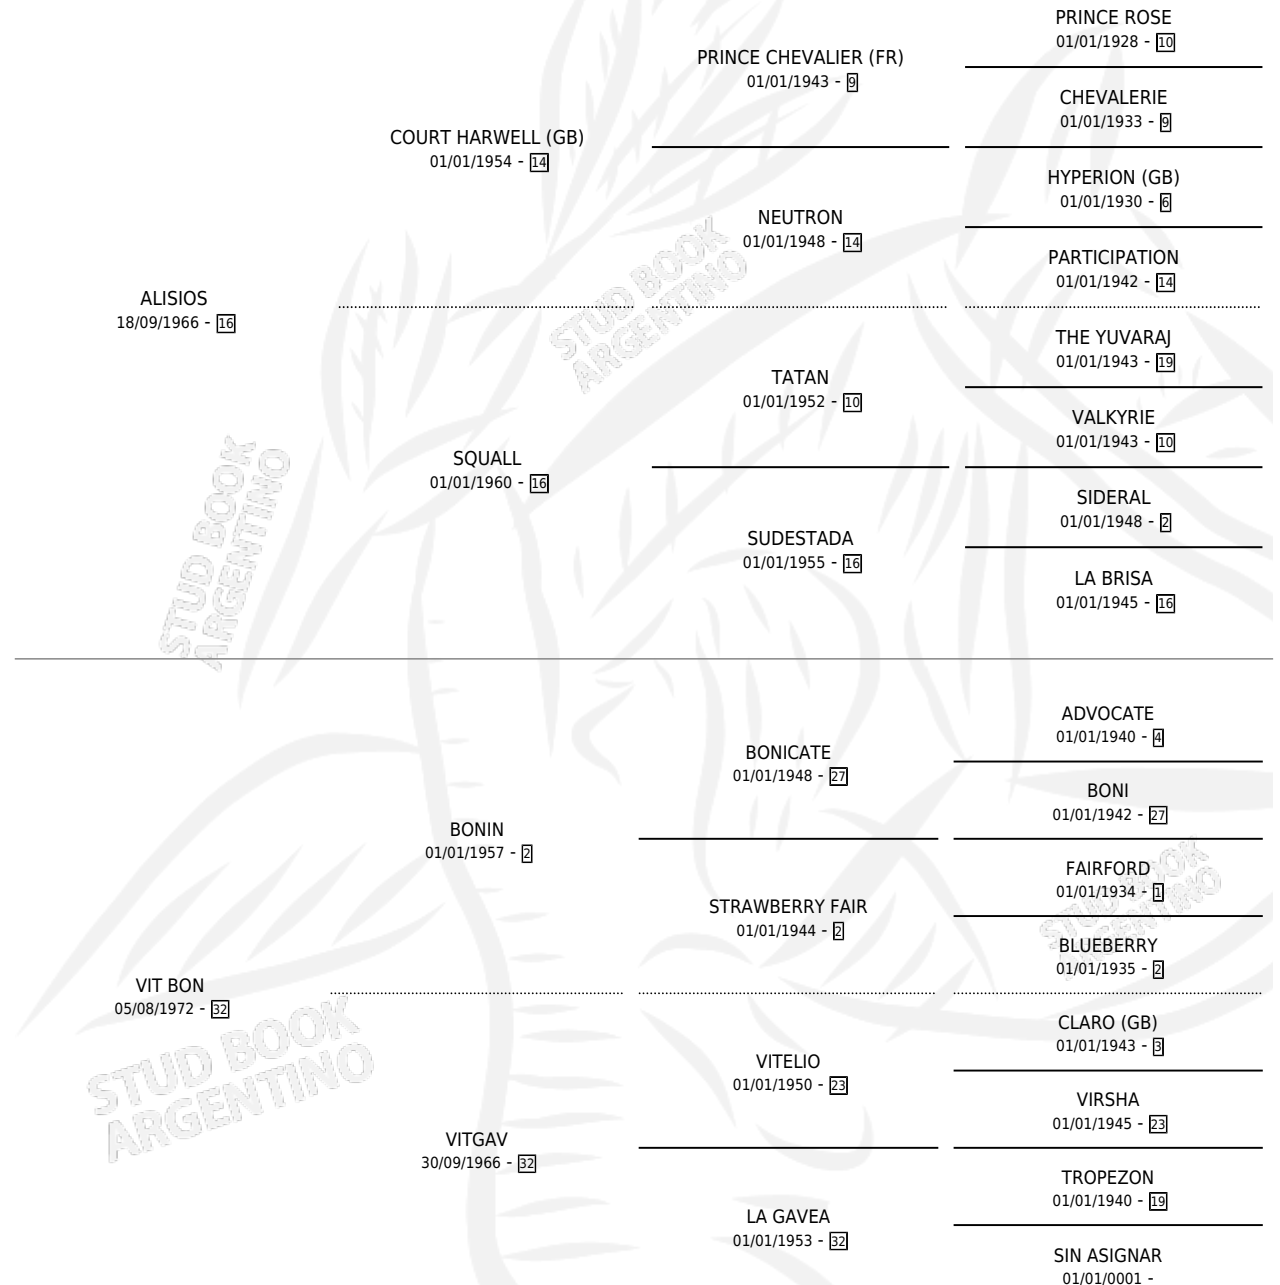 PRINCE ROSE
01/01/1928 - 10
PRINCE CHEVALIER (FR)
01/01/1943 - 9
CHEVALERIE
01/01/1933 - 9
COURT HARWELL (GB)
01/01/1954 - 14
HYPERION (GB)
01/01/1930 - 6
NEUTRON
01/01/1948 - 14
PARTICIPATION
01/01/1942 - 14
ALISIOS
18/09/1966 - 16
THE YUVARAJ
01/01/1943 - 19
TATAN
01/01/1952 - 10
VALKYRIE
01/01/1943 - 10
SQUALL
01/01/1960 - 16
SIDERAL
01/01/1948 - 2
SUDESTADA
01/01/1955 - 16
LA BRISA
01/01/1945 - 16
ADVOCATE
01/01/1940 - 4
BONICATE
01/01/1948 - 27
BONI
01/01/1942 - 27
BONIN
01/01/1957 - 2
FAIRFORD
01/01/1934 - 1
STRAWBERRY FAIR
01/01/1944 - 2
BLUEBERRY
01/01/1935 - 2
VIT BON
05/08/1972 - 32
CLARO (GB)
01/01/1943 - 3
VITELIO
01/01/1950 - 23
VIRSHA
01/01/1945 - 23
VITGAV
30/09/1966 - 32
TROPEZON
01/01/1940 - 19
LA GAVEA
01/01/1953 - 32
SIN ASIGNAR
01/01/0001 -
STUD BOOK
ARGENTINO
STUD BOOK
ARGENTINO
STUD BOOK
ARGENTINO
STUD BOOK
ARGENTINO